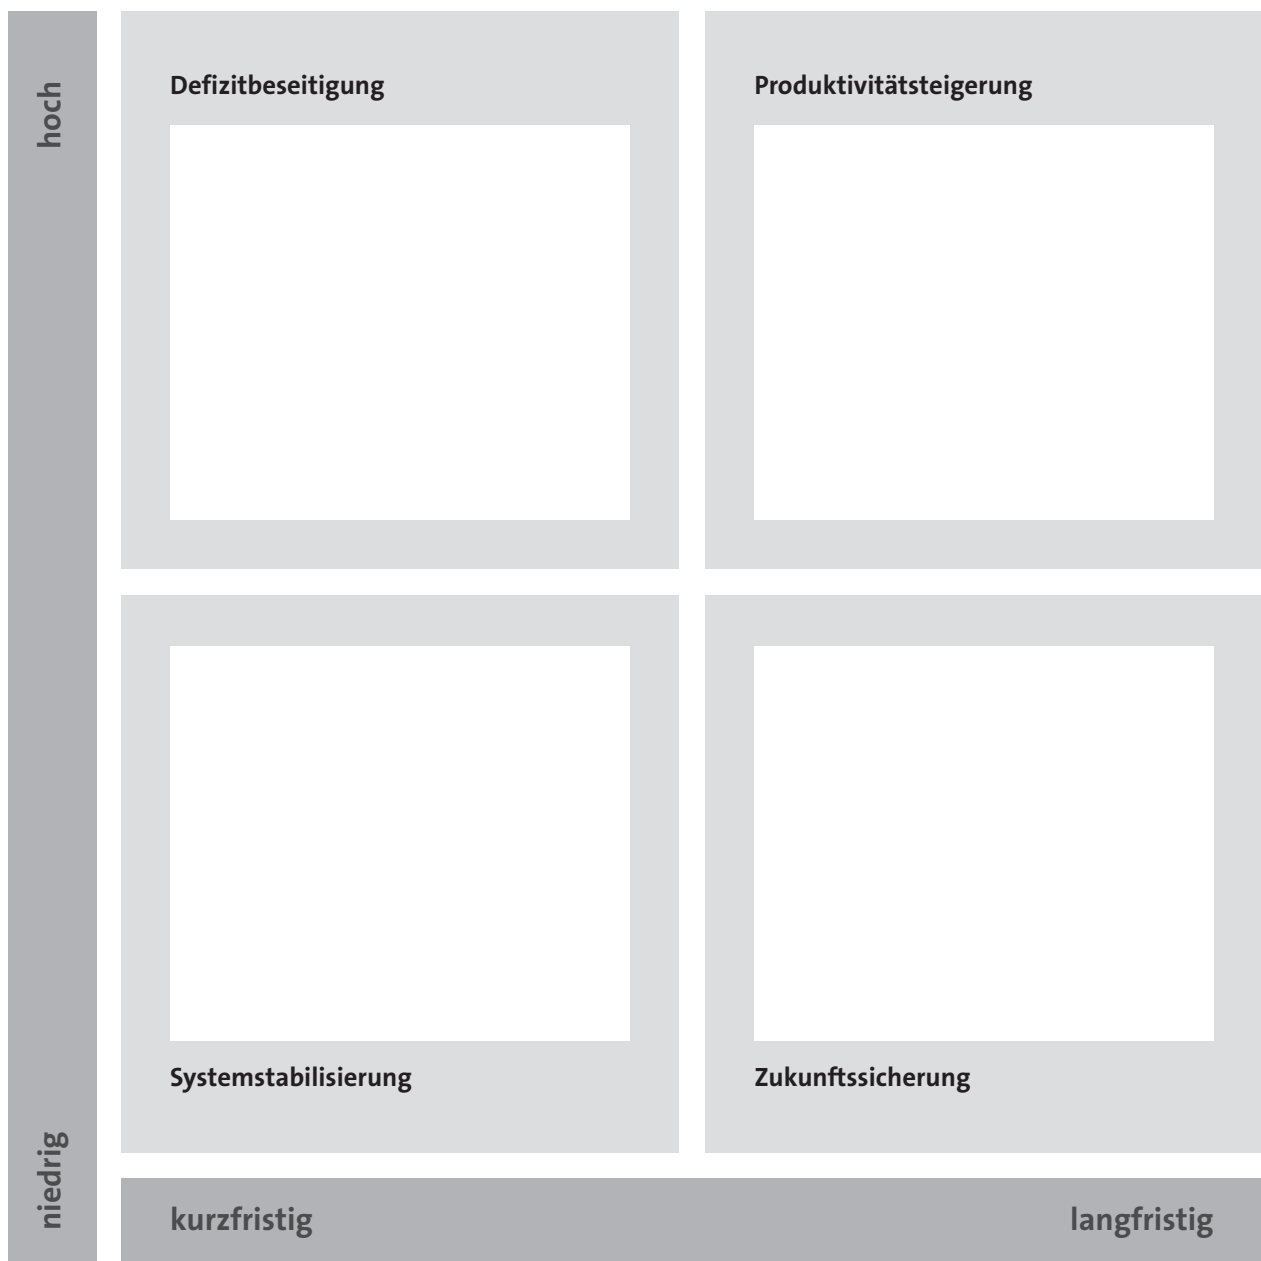 hoch
Defizitbeseitigung
Produktivitätsteigerung
Systemstabilisierung
Zukunftssicherung
niedrig
kurzfristig
langfristig